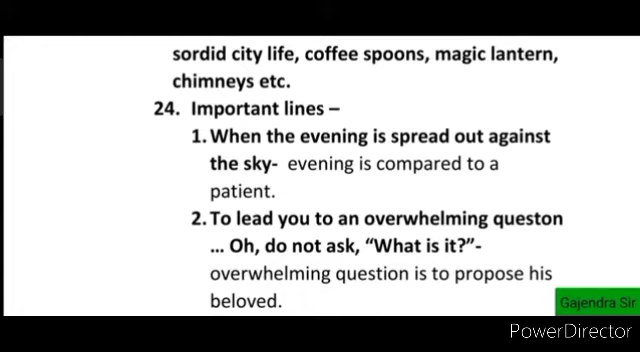 sordid city life, coffee spoons, magic lantern,
chimneys etc.
24. Important lines –
1. When the evening is spread out against
the sky- evening is compared to a
patient.
2. To lead you to an overwhelming queston
... Oh, do not ask, “What is it?”-
overwhelming question is to propose his
beloved.
Gajendra Sir
PowerDirector